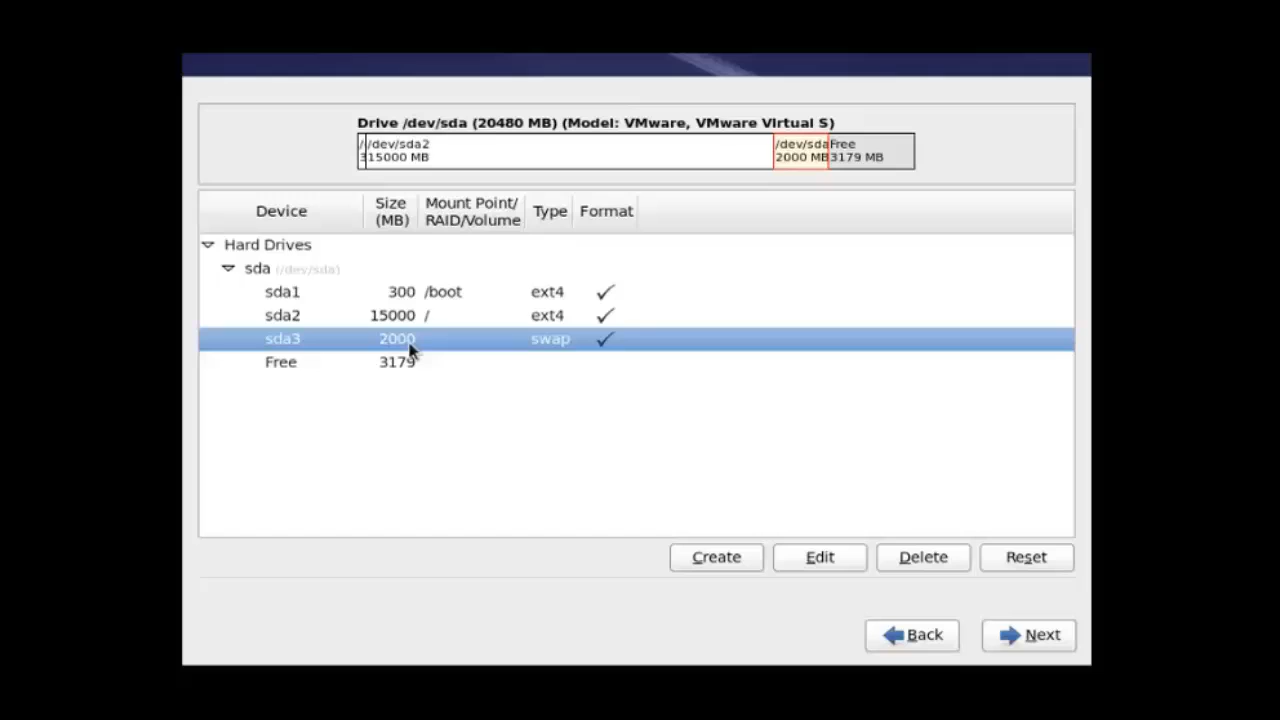 Drive /dev/sda (20480 MB) (Model: VMware, VMware Virtual S)
/dev/sda2 /dev/sda Free
315000 MB 2000 MB 3179 MB
Device Size (MB) Mount Point/ RAID/Volume Type Format
Hard Drives
sda (/dev/sda)
sda1 300 /boot ext4
sda2 15000 / ext4
sda3 2000 swap
Free 3179
Create Edit Delete Reset
Back Next